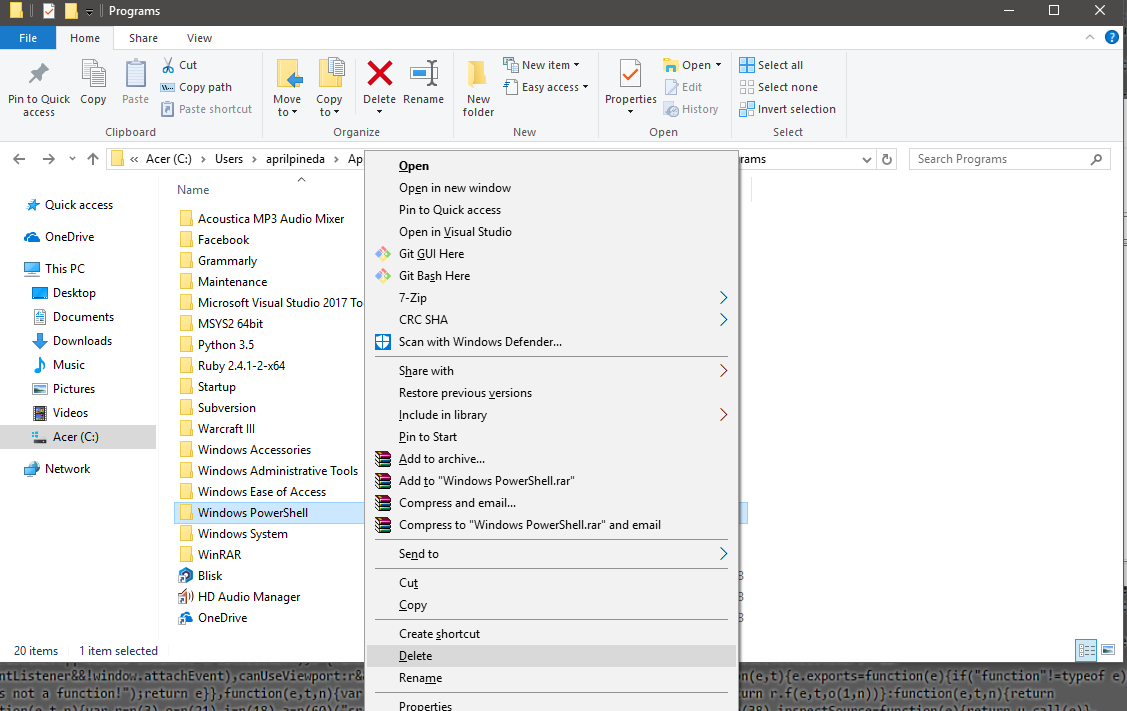 Programs
File Home Share View
Pin to Quick access
Copy
Paste
Cut
Copy path
Paste shortcut
Clipboard
Move to
Copy to
Delete
Rename
Organize
New folder
New item
Easy access
New
Properties
Open
Edit
History
Open
Select all
Select none
Invert selection
Select
« Acer (C:) › Users › aprilpineda › Ap
rams
Search Programs
Quick access
OneDrive
This PC
Desktop
Documents
Downloads
Music
Pictures
Videos
Acer (C:)
Network
Name
Acoustica MP3 Audio Mixer
Facebook
Grammarly
Maintenance
Microsoft Visual Studio 2017 To
MSYS2 64bit
Python 3.5
Ruby 2.4.1-2-x64
Startup
Subversion
Warcraft III
Windows Accessories
Windows Administrative Tools
Windows Ease of Access
Windows PowerShell
Windows System
WinRAR
Blisk
HD Audio Manager
OneDrive
Open
Open in new window
Pin to Quick access
Open in Visual Studio
Git GUI Here
Git Bash Here
7-Zip
CRC SHA
Scan with Windows Defender...
Share with
Restore previous versions
Include in library
Pin to Start
Add to archive...
Add to "Windows PowerShell.rar"
Compress and email...
Compress to "Windows PowerShell.rar" and email
Send to
Cut
Copy
Create shortcut
Delete
Rename
Properties
20 items 1 item selected
ntListener&&!window.attachEvent),canUseViewport:r&
on(e,t){e.exports=function(e){if("function"!=typeof e)
s not a function!");return e}},function(e,t,n){var
urn r.f(e,t,o(1,n))}:function(e,t,n){return